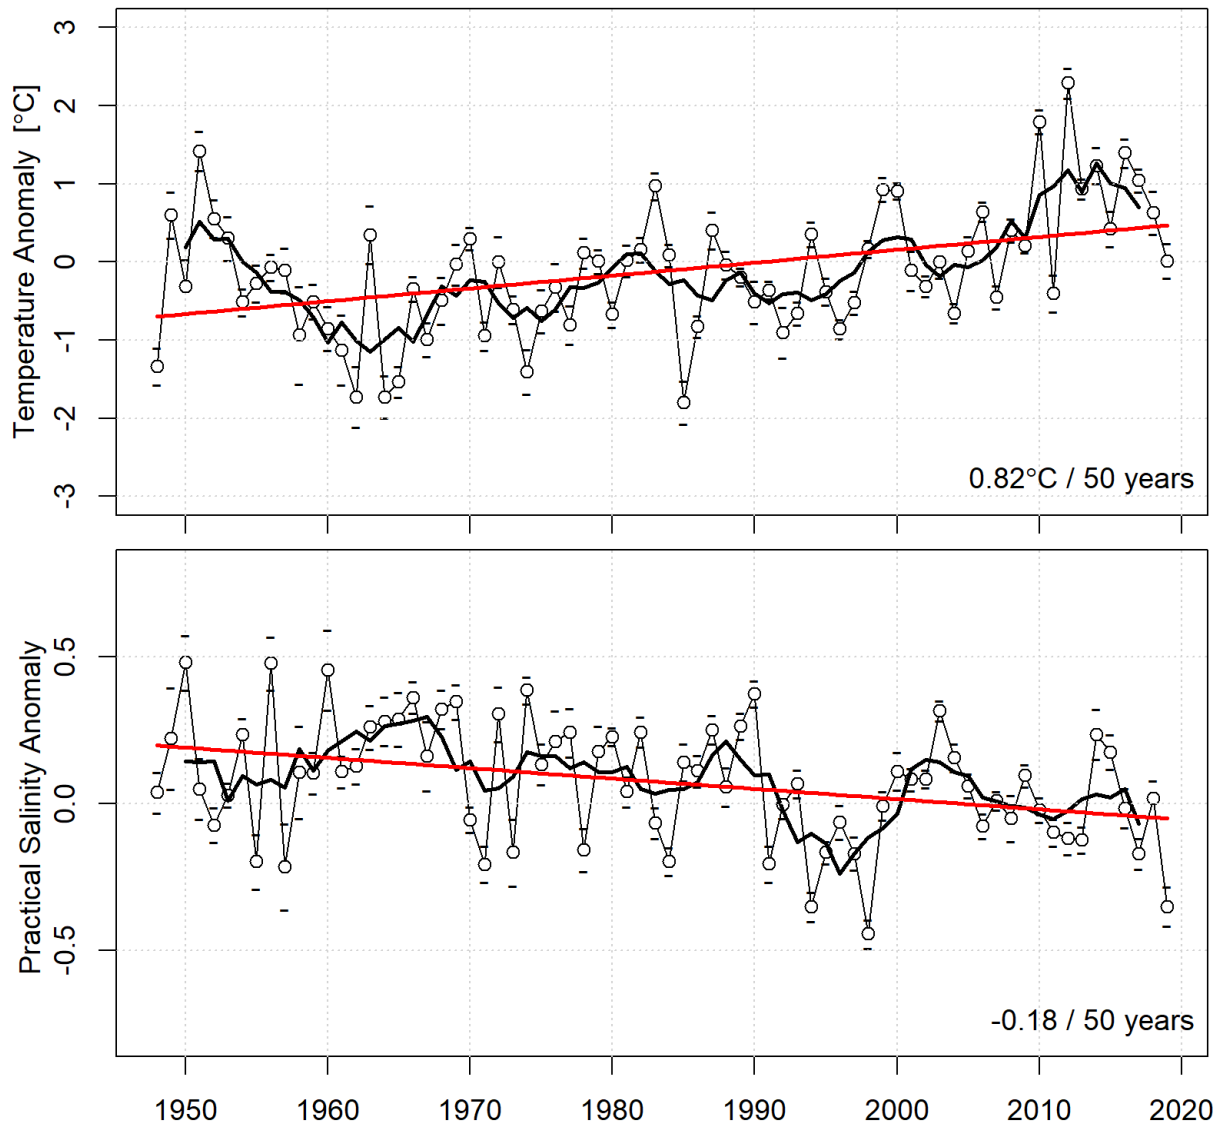 Temperature Anomaly [°C]
3
2
1
0
-1
-2
-3
0.82°C / 50 years
Practical Salinity Anomaly
0.5
0.0
-0.5
-0.18 / 50 years
1950 1960 1970 1980 1990 2000 2010 2020